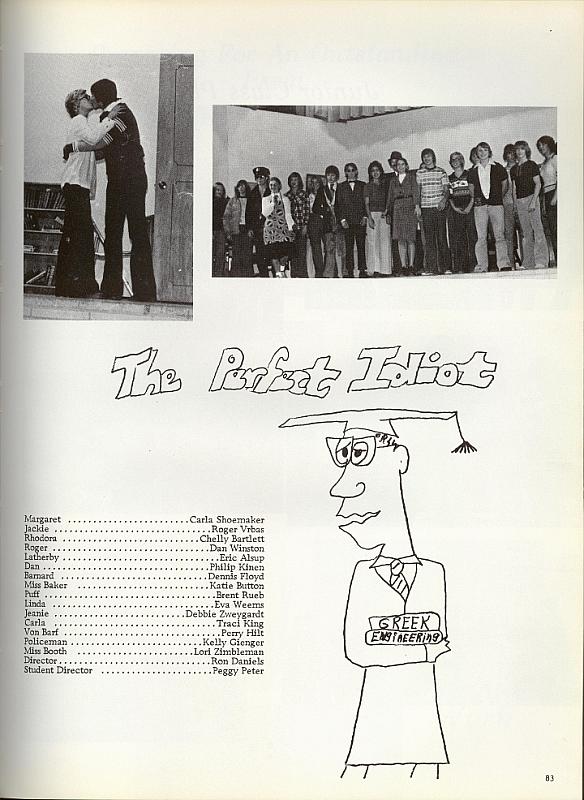 The Perfect Idiot
Margaret ........................ Carla Shoemaker
Jackie ................................ Roger Vrbas
Rhodora ............................. Chelly Bartlett
Roger ................................ Dan Winston
Latherby ............................... Eric Alsup
Dan ................................... Philip Kinen
Barnard ............................. Dennis Floyd
Miss Baker .......................... Katie Button
Puff ................................... Brent Rueb
Linda ................................. Eva Weems
Jeanie .......................... Debbie Zweygardt
Carla ................................. Traci King
Von Barf .............................. Perry Hilt
Policeman .......................... Kelly Gienger
Miss Booth ........................ Lori Zimbleman
Director .............................. Ron Daniels
Student Director ..................... Peggy Peter
GREEK
ENGINEERING
83